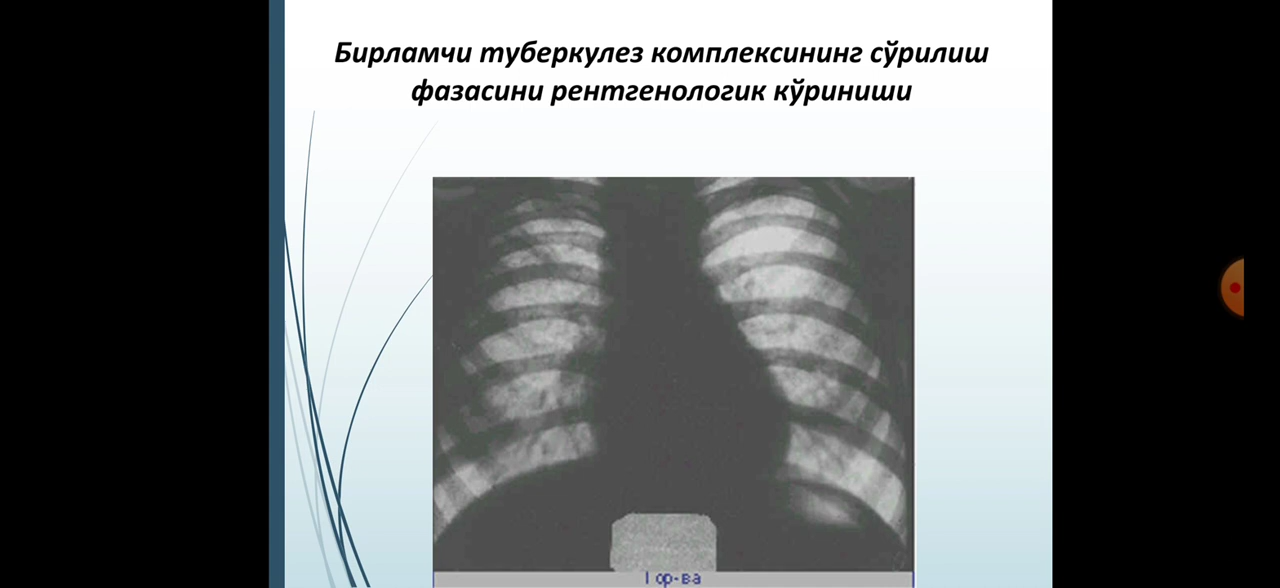 Бирламчи туберкулез комплексининг сўрилиш
фазасини рентгенологик кўриниши